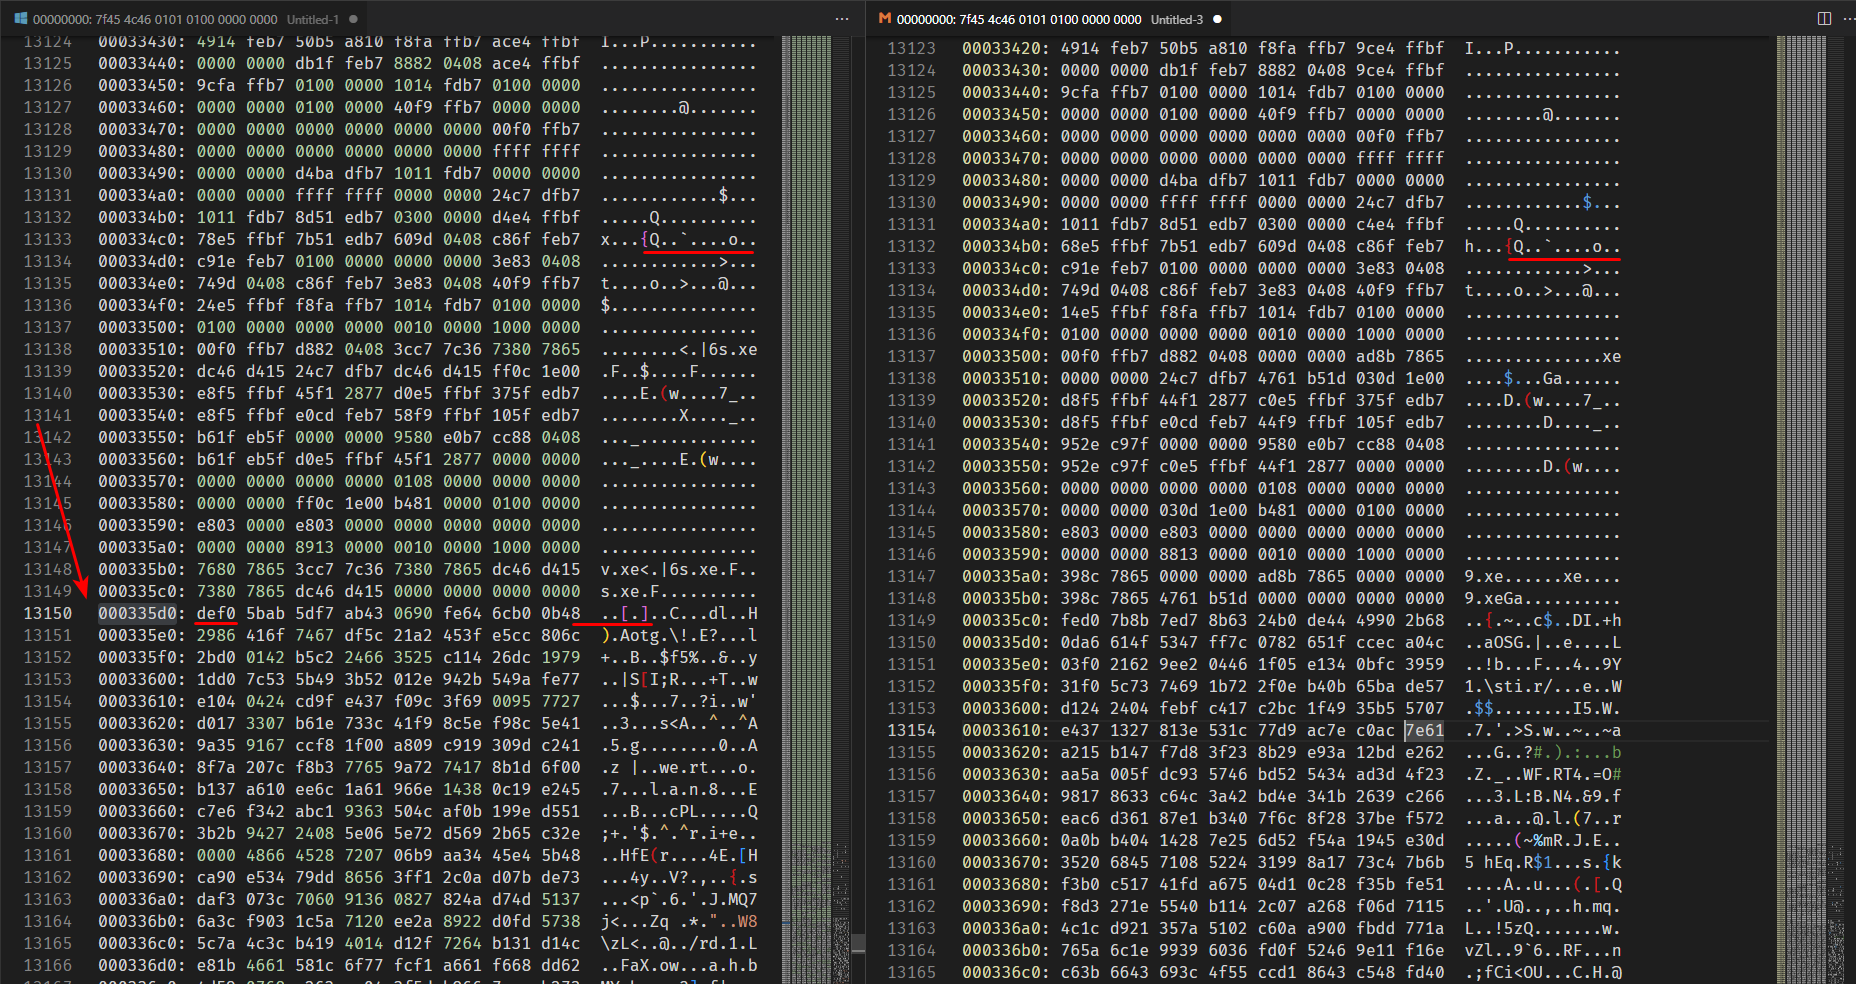 00000000: 7f45 4c46 0101 0100 0000 0000 Untitled-1 ● ···
13124 00033430: 4914 feb7 50b5 a810 f8fa ffb7 ace4 ffbf I...P...........
13125 00033440: 0000 0000 db1f feb7 8882 0408 ace4 ffbf ................
13126 00033450: 9cfa ffb7 0100 0000 1014 fdb7 0100 0000 ................
13127 00033460: 0000 0000 0100 0000 40f9 ffb7 0000 0000 ........@.......
13128 00033470: 0000 0000 0000 0000 0000 0000 00f0 ffb7 ................
13129 00033480: 0000 0000 0000 0000 0000 0000 ffff ffff ................
13130 00033490: 0000 0000 d4ba dfb7 1011 fdb7 0000 0000 ................
13131 000334a0: 0000 0000 ffff ffff 0000 0000 24c7 dfb7 ............$...
13132 000334b0: 1011 fdb7 8d51 edb7 0300 0000 d4e4 ffbf .....Q..........
13133 000334c0: 78e5 ffbf 7b51 edb7 609d 0408 c86f feb7 x...{Q..`....o..
13134 000334d0: c91e feb7 0100 0000 0000 0000 3e83 0408 ............>...
13135 000334e0: 749d 0408 c86f feb7 3e83 0408 40f9 ffb7 t....o..>...@...
13136 000334f0: 24e5 ffbf f8fa ffb7 1014 fdb7 0100 0000 $...............
13137 00033500: 0100 0000 0000 0000 0010 0000 1000 0000 ................
13138 00033510: 00f0 ffb7 d882 0408 3cc7 7c36 7380 7865 ........<.|6s.xe
13139 00033520: dc46 d415 24c7 dfb7 dc46 d415 ff0c 1e00 .F..$....F......
13140 00033530: e8f5 ffbf 45f1 2877 d0e5 ffbf 375f edb7 ....E.(w....7_..
13141 00033540: e8f5 ffbf e0cd feb7 58f9 ffbf 105f edb7 ........X...._..
13142 00033550: b61f eb5f 0000 0000 9580 e0b7 cc88 0408 ..._............
13143 00033560: b61f eb5f d0e5 ffbf 45f1 2877 0000 0000 ..._....E.(w....
13144 00033570: 0000 0000 0000 0000 0108 0000 0000 0000 ................
13145 00033580: 0000 0000 ff0c 1e00 b481 0000 0100 0000 ................
13146 00033590: e803 0000 e803 0000 0000 0000 0000 0000 ................
13147 000335a0: 0000 0000 8913 0000 0010 0000 1000 0000 ................
13148 000335b0: 7680 7865 3cc7 7c36 7380 7865 dc46 d415 v.xe<.|6s.xe.F..
13149 000335c0: 7380 7865 dc46 d415 0000 0000 0000 0000 s.xe.F..........
13150 000335d0: def0 5bab 5df7 ab43 0690 fe64 6cb0 0b48 ..[.]..C...dl..H
13151 000335e0: 2986 416f 7467 df5c 21a2 453f e5cc 806c ).Aotg.\!.E?...l
13152 000335f0: 2bd0 0142 b5c2 2466 3525 c114 26dc 1979 +..B..$f5%..&..y
13153 00033600: 1dd0 7c53 5b49 3b52 012e 942b 549a fe77 ..|S[I;R...+T..w
13154 00033610: e104 0424 cd9f e437 f09c 3f69 0095 7727 ...$...7..?i..w'
13155 00033620: d017 3307 b61e 733c 41f9 8c5e f98c 5e41 ..3...s<A..^..^A
13156 00033630: 9a35 9167 ccf8 1f00 a809 c919 309d c241 .5.g........0..A
13157 00033640: 8f7a 207c f8b3 7765 9a72 7417 8b1d 6f00 .z |..we.rt...o.
13158 00033650: b137 a610 ee6c 1a61 966e 1438 0c19 e245 .7...l.a.n.8...E
13159 00033660: c7e6 f342 abc1 9363 504c af0b 199e d551 ...B...cPL.....Q
13160 00033670: 3b2b 9427 2408 5e06 5e72 d569 2b65 c32e ;+.'$.^.^r.i+e..
13161 00033680: 0000 4866 4528 7207 06b9 aa34 45e4 5b48 ..HfE(r....4E.[H
13162 00033690: ca90 e534 79dd 8656 3ff1 2c0a d07b de73 ...4y..V?.,..{.s
13163 000336a0: daf3 073c 7060 9136 0827 824a d74d 5137 ...<p`.6.'.J.MQ7
13164 000336b0: 6a3c f903 1c5a 7120 ee2a 8922 d0fd 5738 j<...Zq .*."..W8
13165 000336c0: 5c7a 4c3c b419 4014 d12f 7264 b131 d14c \zL<..@../rd.1.L
13166 000336d0: e81b 4661 581c 6f77 fcf1 a661 f668 dd62 ..FaX.ow...a.h.b
00000000: 7f45 4c46 0101 0100 0000 0000 Untitled-3 ● ···
13123 00033420: 4914 feb7 50b5 a810 f8fa ffb7 9ce4 ffbf I...P...........
13124 00033430: 0000 0000 db1f feb7 8882 0408 9ce4 ffbf ................
13125 00033440: 9cfa ffb7 0100 0000 1014 fdb7 0100 0000 ................
13126 00033450: 0000 0000 0100 0000 40f9 ffb7 0000 0000 ........@.......
13127 00033460: 0000 0000 0000 0000 0000 0000 00f0 ffb7 ................
13128 00033470: 0000 0000 0000 0000 0000 0000 ffff ffff ................
13129 00033480: 0000 0000 d4ba dfb7 1011 fdb7 0000 0000 ................
13130 00033490: 0000 0000 ffff ffff 0000 0000 24c7 dfb7 ............$...
13131 000334a0: 1011 fdb7 8d51 edb7 0300 0000 c4e4 ffbf .....Q..........
13132 000334b0: 68e5 ffbf 7b51 edb7 609d 0408 c86f feb7 h...{Q..`....o..
13133 000334c0: c91e feb7 0100 0000 0000 0000 3e83 0408 ............>...
13134 000334d0: 749d 0408 c86f feb7 3e83 0408 40f9 ffb7 t....o..>...@...
13135 000334e0: 14e5 ffbf f8fa ffb7 1014 fdb7 0100 0000 ................
13136 000334f0: 0100 0000 0000 0000 0010 0000 1000 0000 ................
13137 00033500: 00f0 ffb7 d882 0408 0000 0000 ad8b 7865 ..............xe
13138 00033510: 0000 0000 24c7 dfb7 4761 b51d 030d 1e00 ....$...Ga......
13139 00033520: d8f5 ffbf 44f1 2877 c0e5 ffbf 375f edb7 ....D.(w....7_..
13140 00033530: d8f5 ffbf e0cd feb7 44f9 ffbf 105f edb7 ........D...._..
13141 00033540: 952e c97f 0000 0000 9580 e0b7 cc88 0408 ................
13142 00033550: 952e c97f c0e5 ffbf 44f1 2877 0000 0000 ........D.(w....
13143 00033560: 0000 0000 0000 0000 0108 0000 0000 0000 ................
13144 00033570: 0000 0000 030d 1e00 b481 0000 0100 0000 ................
13145 00033580: e803 0000 e803 0000 0000 0000 0000 0000 ................
13146 00033590: 0000 0000 8813 0000 0010 0000 1000 0000 ................
13147 000335a0: 398c 7865 0000 0000 ad8b 7865 0000 0000 9.xe......xe....
13148 000335b0: 398c 7865 4761 b51d 0000 0000 0000 0000 9.xeGa..........
13149 000335c0: fed0 7b8b 7ed7 8b63 24b0 de44 4990 2b68 ..{.~..c$..DI.+h
13150 000335d0: 0da6 614f 5347 ff7c 0782 651f ccec a04c ..aOSG.|..e....L
13151 000335e0: 03f0 2162 9ee2 0446 1f05 e134 0bfc 3959 ..!b...F...4..9Y
13152 000335f0: 31f0 5c73 7469 1b72 2f0e b40b 65ba de57 1.\sti.r/...e..W
13153 00033600: d124 2404 febf c417 c2bc 1f49 35b5 5707 .$$........I5.W.
13154 00033610: e437 1327 813e 531c 77d9 ac7e c0ac 7e61 .7.'.>S.w..~..~a
13155 00033620: a215 b147 f7d8 3f23 8b29 e93a 12bd e262 ...G..?#.).:...b
13156 00033630: aa5a 005f dc93 5746 bd52 5434 ad3d 4f23 .Z._..WF.RT4.=O#
13157 00033640: 9817 8633 c64c 3a42 bd4e 341b 2639 c266 ...3.L:B.N4.&9.f
13158 00033650: eac6 d361 87e1 b340 7f6c 8f28 37be f572 ...a...@.l.(7..r
13159 00033660: 0a0b b404 1428 7e25 6d52 f54a 1945 e30d .....(~%mR.J.E..
13160 00033670: 3520 6845 7108 5224 3199 8a17 73c4 7b6b 5 hEq.R$1...s.{k
13161 00033680: f3b0 c517 41fd a675 04d1 0c28 f35b fe51 ....A..u...(.[.Q
13162 00033690: f8d3 271e 5540 b114 2c07 a268 f06d 7115 ..'.U@..,..h.mq.
13163 000336a0: 4c1c d921 357a 5102 c60a a900 fbdd 771a L..!5zQ.......w.
13164 000336b0: 765a 6c1e 9939 6036 fd0f 5246 9e11 f16e vZl..9`6..RF...n
13165 000336c0: c63b 6643 693c 4f55 ccd1 8643 c548 fd40 .;fCi<OU...C.H.@